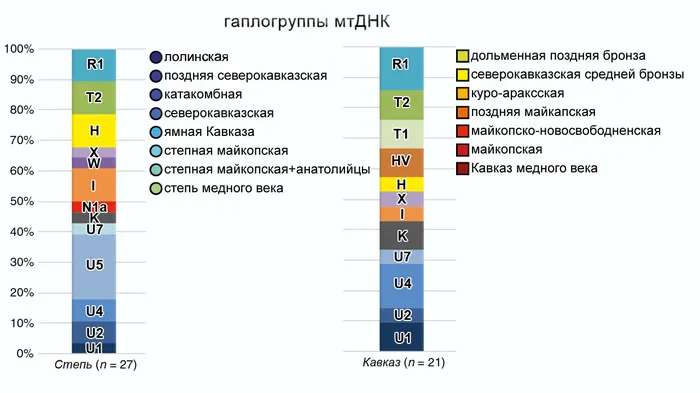 гаплогруппы мтДНК
100%
90%
80%
70%
60%
50%
40%
30%
20%
10%
0%
R1
T2
H
X
W
I
N1a
K
U7
U5
U4
U2
U1
Степь (n = 27)
полинская
поздняя северокавказская
катакомбная
северокавказская
ямная Кавказа
степная майкопская
степная майкопская+анатолийцы
степь медного века
R1
T2
T1
HV
H
X
I
K
U7
U4
U2
U1
Кавказ (n = 21)
дольменная поздняя бронза
северокавказская средней бронзы
куро-араксская
поздняя майкапская
майкопско-новосвободненская
майкопская
Кавказ медного века